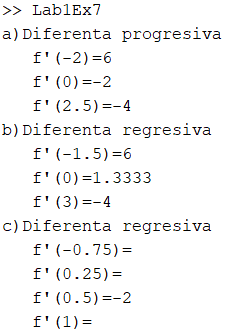 >> Lab1Ex7
a)Diferenta progresiva
f'(-2)=6
f'(0)=-2
f'(2.5)=-4
b)Diferenta regresiva
f'(-1.5)=6
f'(0)=1.3333
f'(3)=-4
c)Diferenta regresiva
f'(-0.75)=
f'(0.25)=
f'(0.5)=-2
f'(1)=